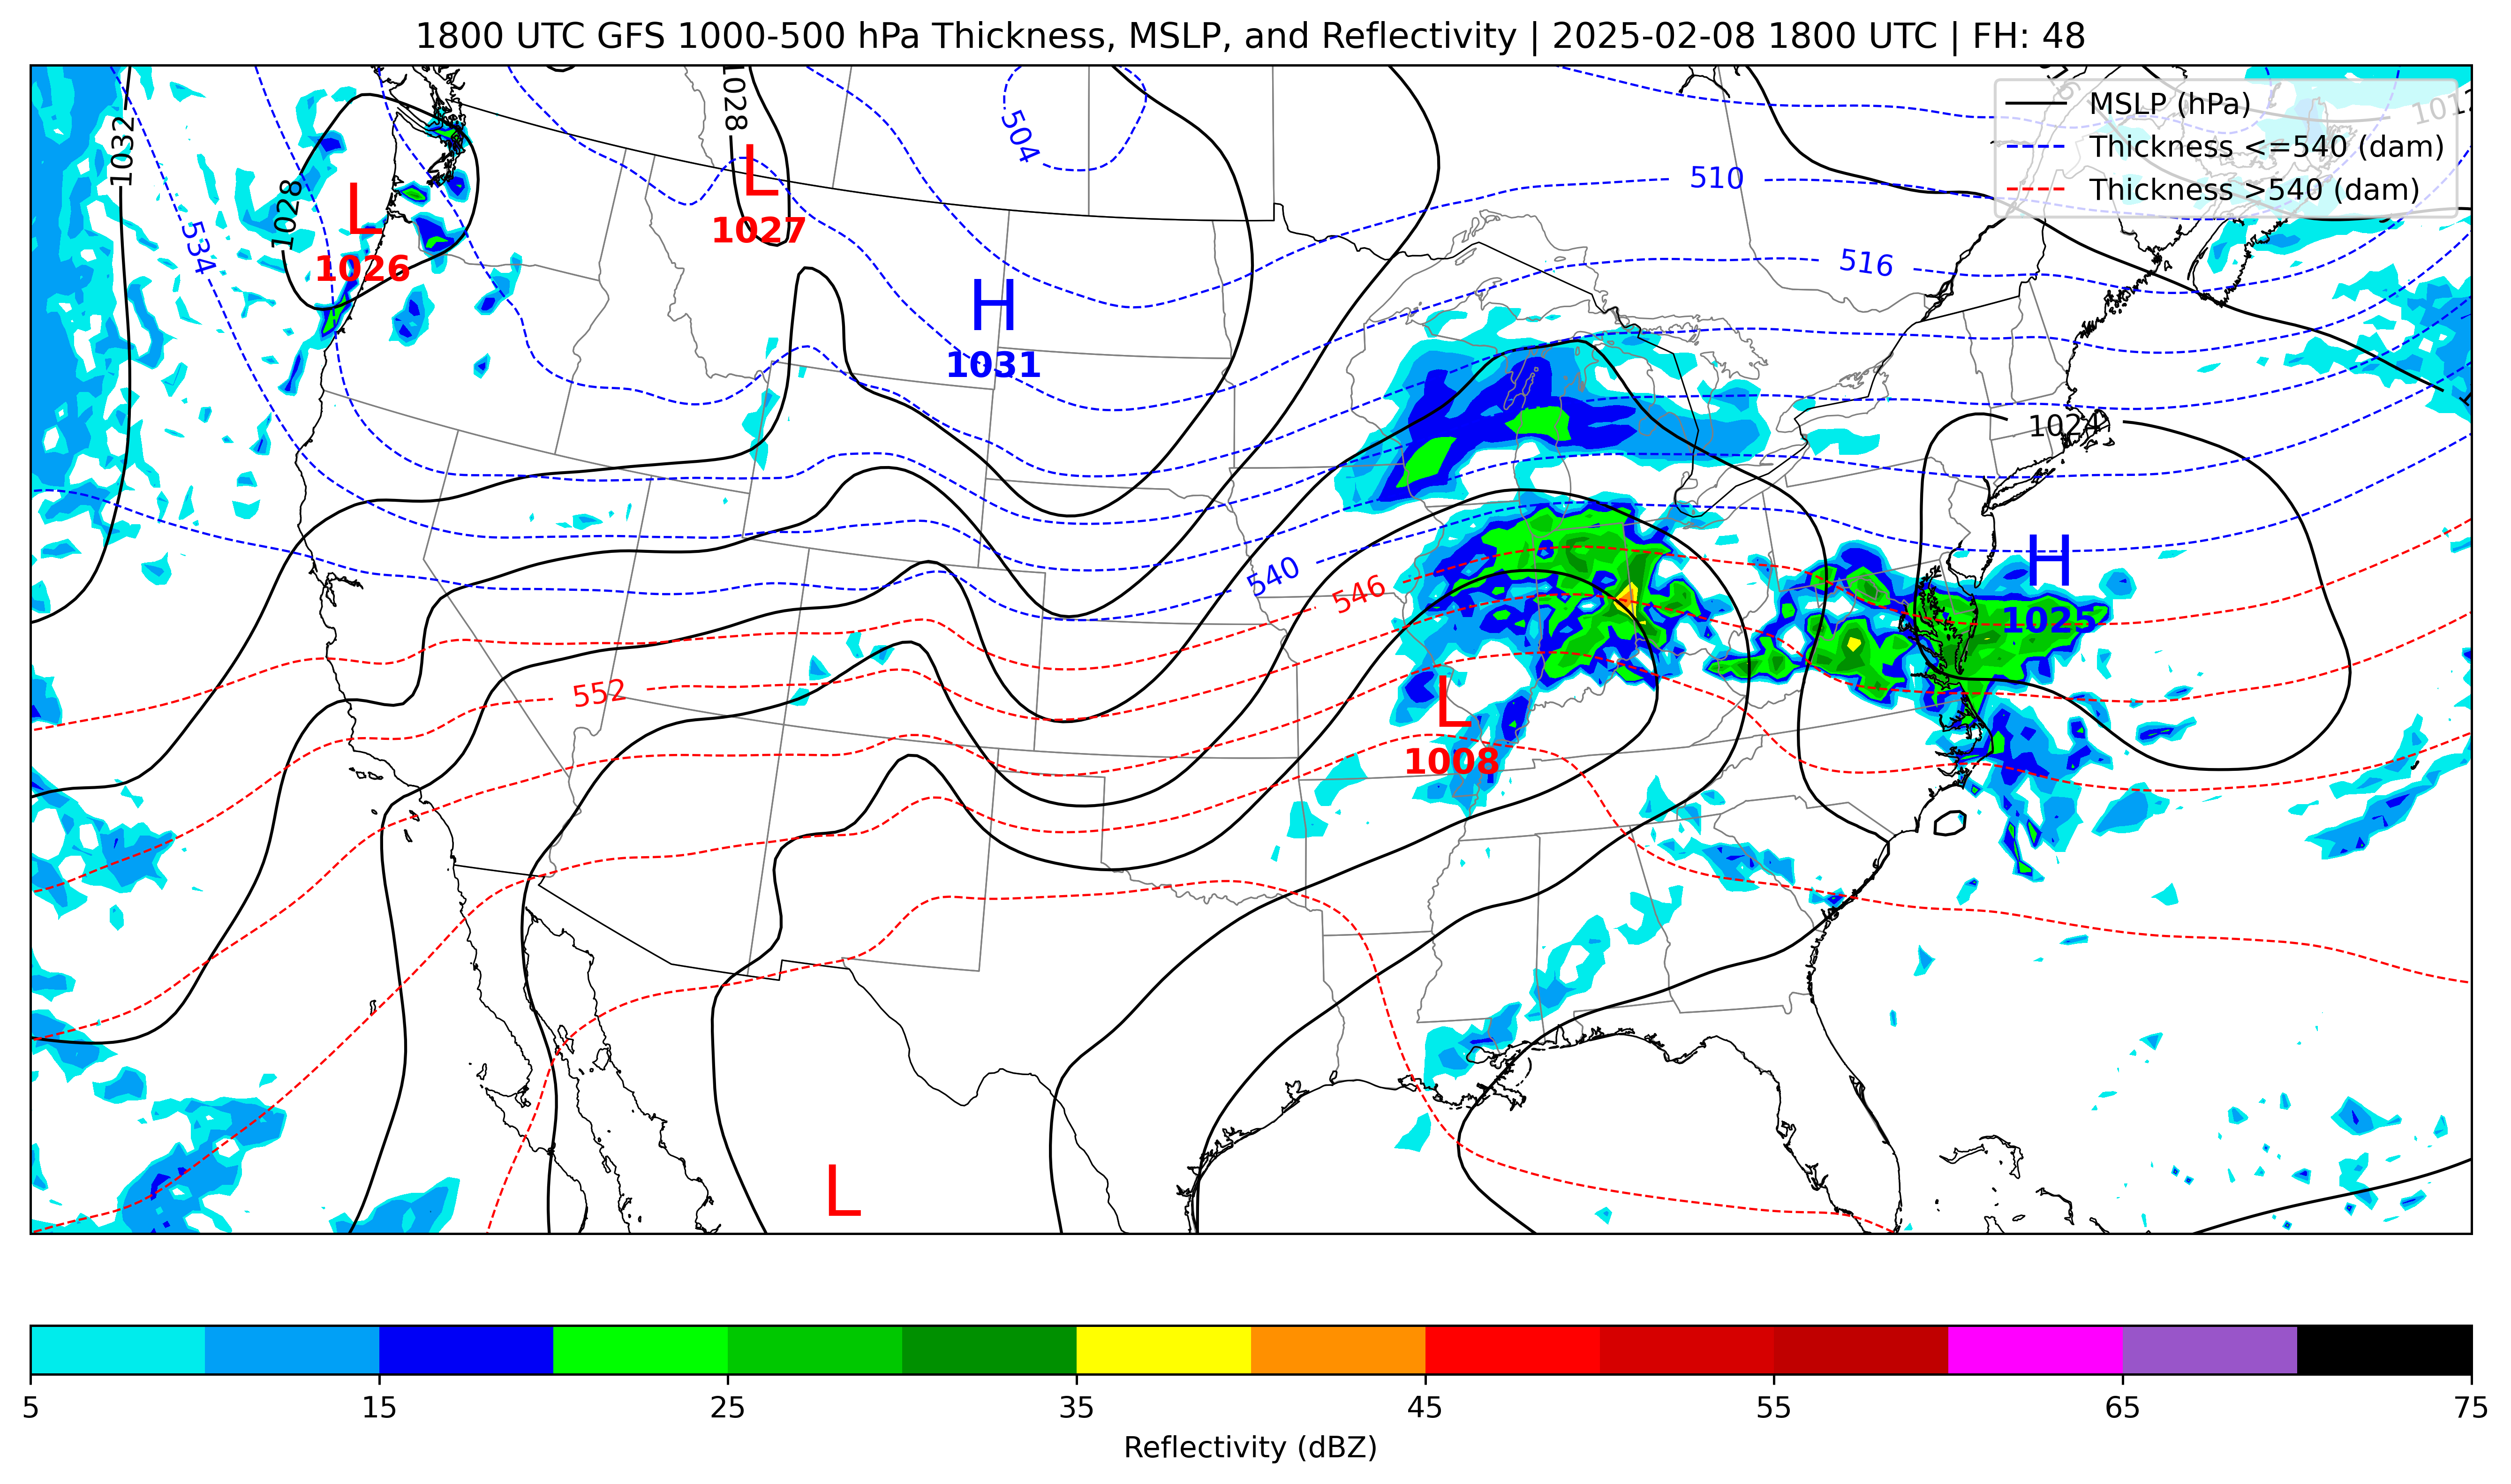 1800 UTC GFS 1000-500 hPa Thickness, MSLP, and Reflectivity | 2025-02-08 1800 UTC | FH: 48
MSLP (hPa)
Thickness <=540 (dam)
Thickness >540 (dam)
1032
1028
1028
504
510
516
534
L
1026
L
1027
H
1031
1024
H
1025
540
546
552
L
1008
L
5 15 25 35 45 55 65 75
Reflectivity (dBZ)